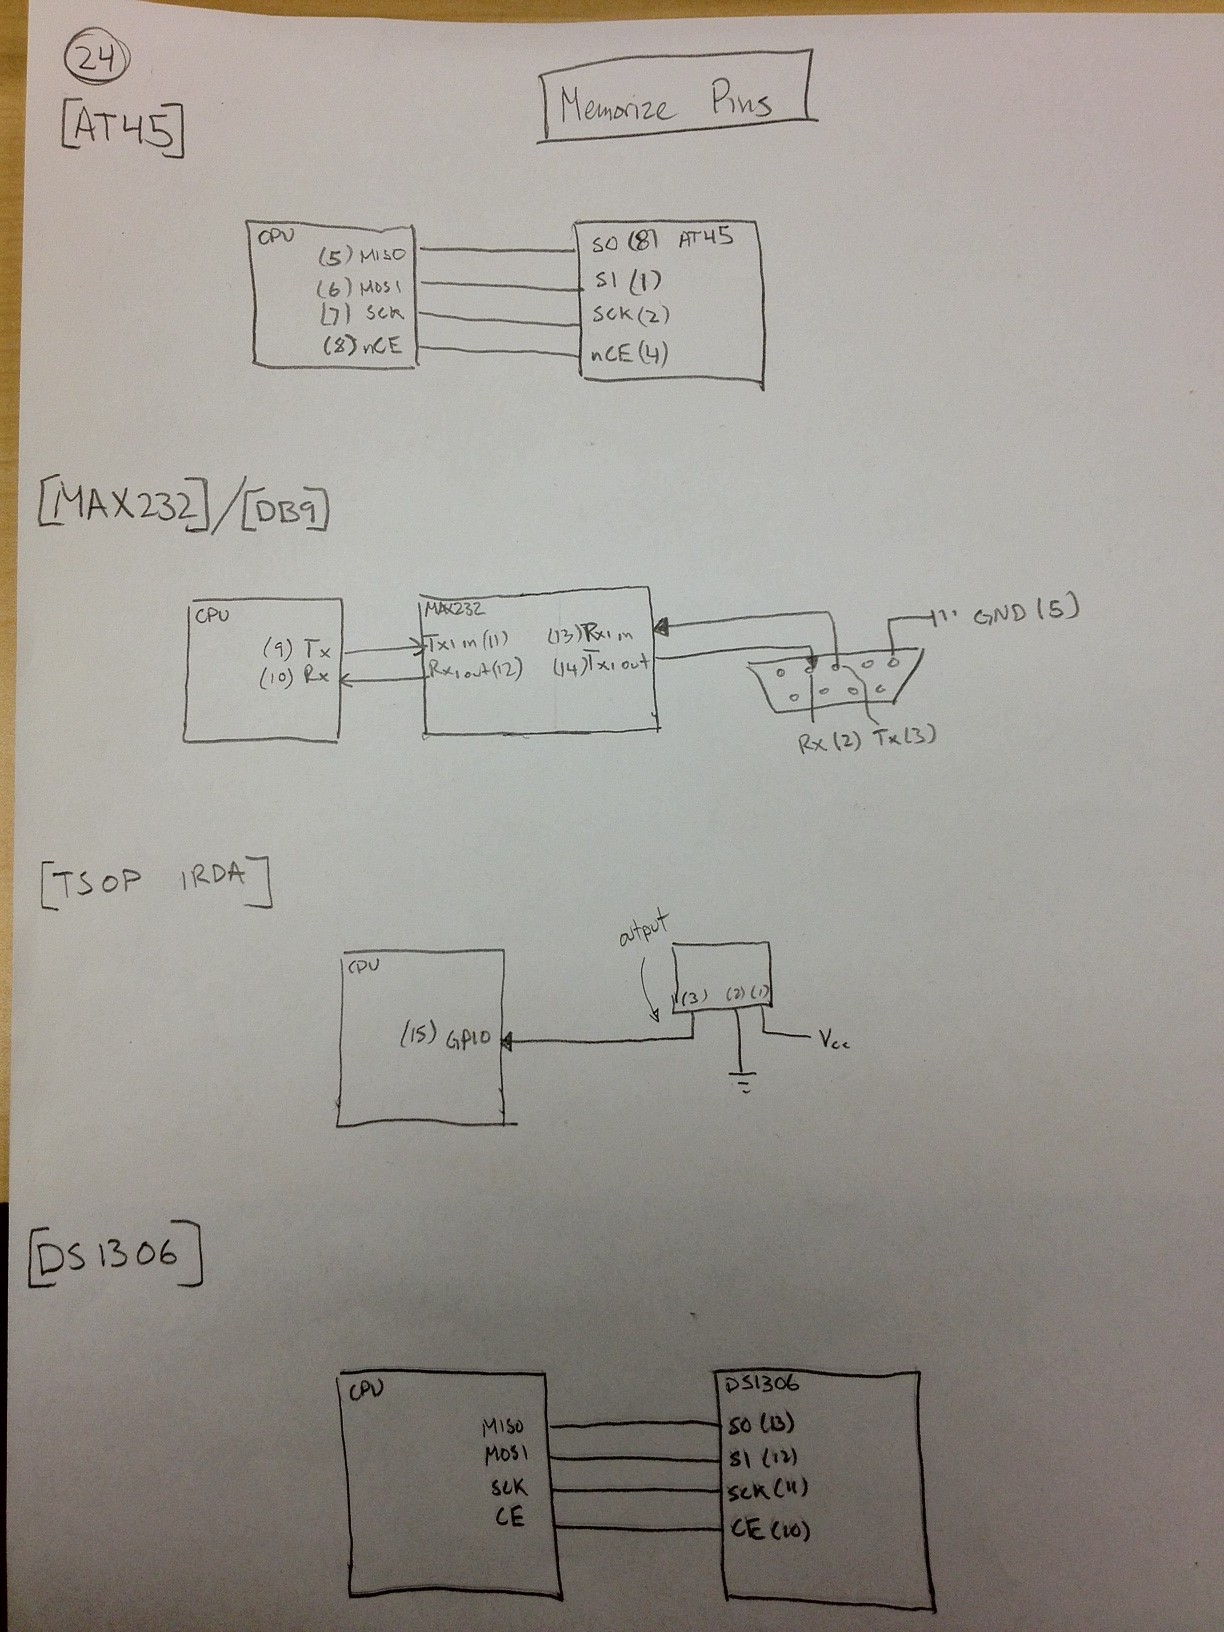 24
Memorize Pins
[AT45]
CPU
(5) MISO
(6) MOSI
(7) SCK
(8) nCE
SO (8) AT45
SI (1)
SCK (2)
nCE (4)
[MAX232]/[DB9]
CPU
(9) Tx
(10) Rx
MAX232
Tx1 in (11)
Rx1 out (12)
(13) Rx1 in
(14) Tx1 out
GND (5)
Rx (2) Tx (3)
[TSOP IRDA]
CPU
(15) GPIO
output
(3) (2) (1)
Vcc
[DS1306]
CPU
MISO
MOSI
SCK
CE
DS1306
SO (13)
SI (12)
SCK (11)
CE (10)